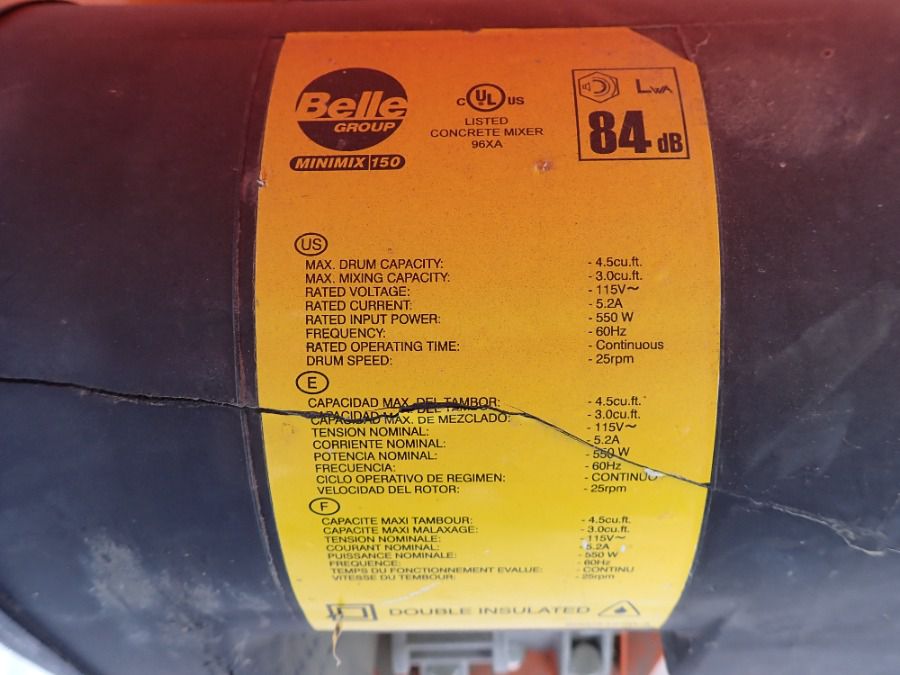 Belle
GROUP
MINIMIX 150
C UL US
LISTED
CONCRETE MIXER
96XA
LWA
84 dB
US
MAX. DRUM CAPACITY: - 4.5cu.ft.
MAX. MIXING CAPACITY: - 3.0cu.ft.
RATED VOLTAGE: - 115V~
RATED CURRENT: - 5.2A
RATED INPUT POWER: - 550 W
FREQUENCY: - 60Hz
RATED OPERATING TIME: - Continuous
DRUM SPEED: - 25rpm
E
CAPACIDAD MAX. DEL TAMBOR: - 4.5cu.ft.
CAPACIDAD MAX. DE MEZCLADO: - 3.0cu.ft.
TENSION NOMINAL: - 115V~
CORRIENTE NOMINAL: - 5.2A
POTENCIA NOMINAL: - 550 W
FRECUENCIA: - 60Hz
CICLO OPERATIVO DE REGIMEN: - CONTINUO
VELOCIDAD DEL ROTOR: - 25rpm
F
CAPACITE MAXI TAMBOUR: - 4.5cu.ft.
CAPACITE MAXI MALAXAGE: - 3.0cu.ft.
TENSION NOMINALE: - 115V~
COURANT NOMINAL: - 5.2A
PUISSANCE NOMINALE: - 550 W
FREQUENCE: - 60Hz
TEMPS DU FONCTIONNEMENT EVALUE: - CONTINU
VITESSE DU TEMBOUR: - 25rpm
DOUBLE INSULATED